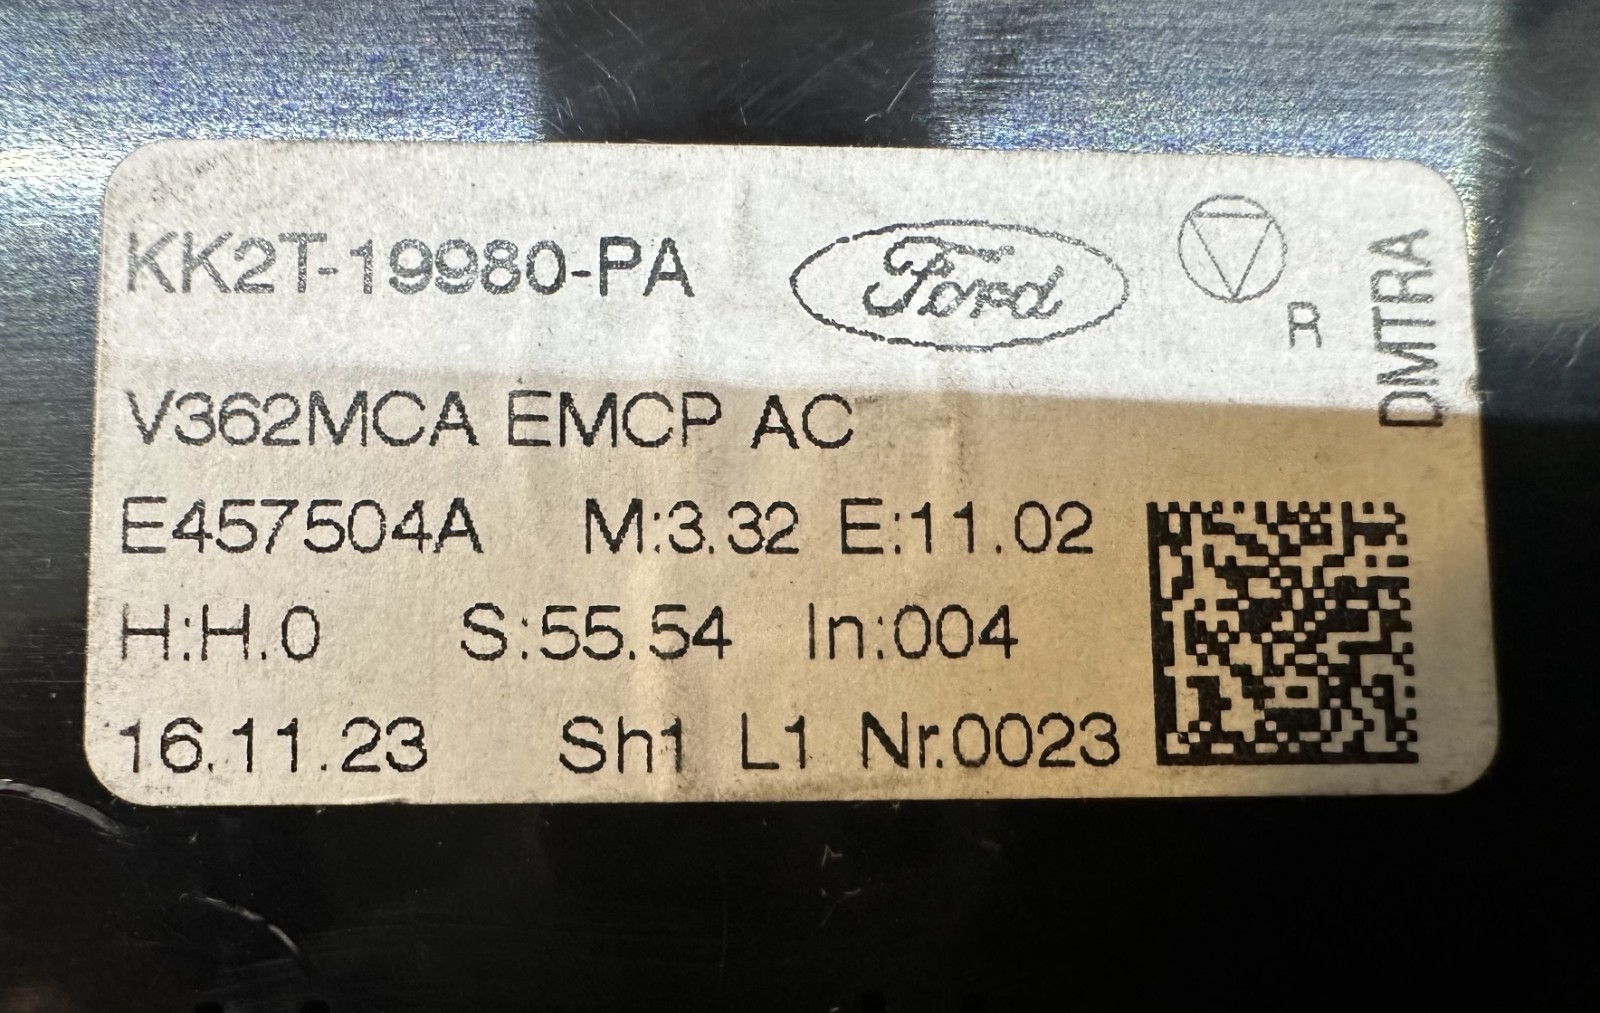 KK2T-19980-PA
Ford
R
DMTRA
V362MCA EMCP AC
E457504A M:3.32 E:11.02
H:H.0 S:55.54 In:004
16.11.23 Sh1 L1 Nr.0023